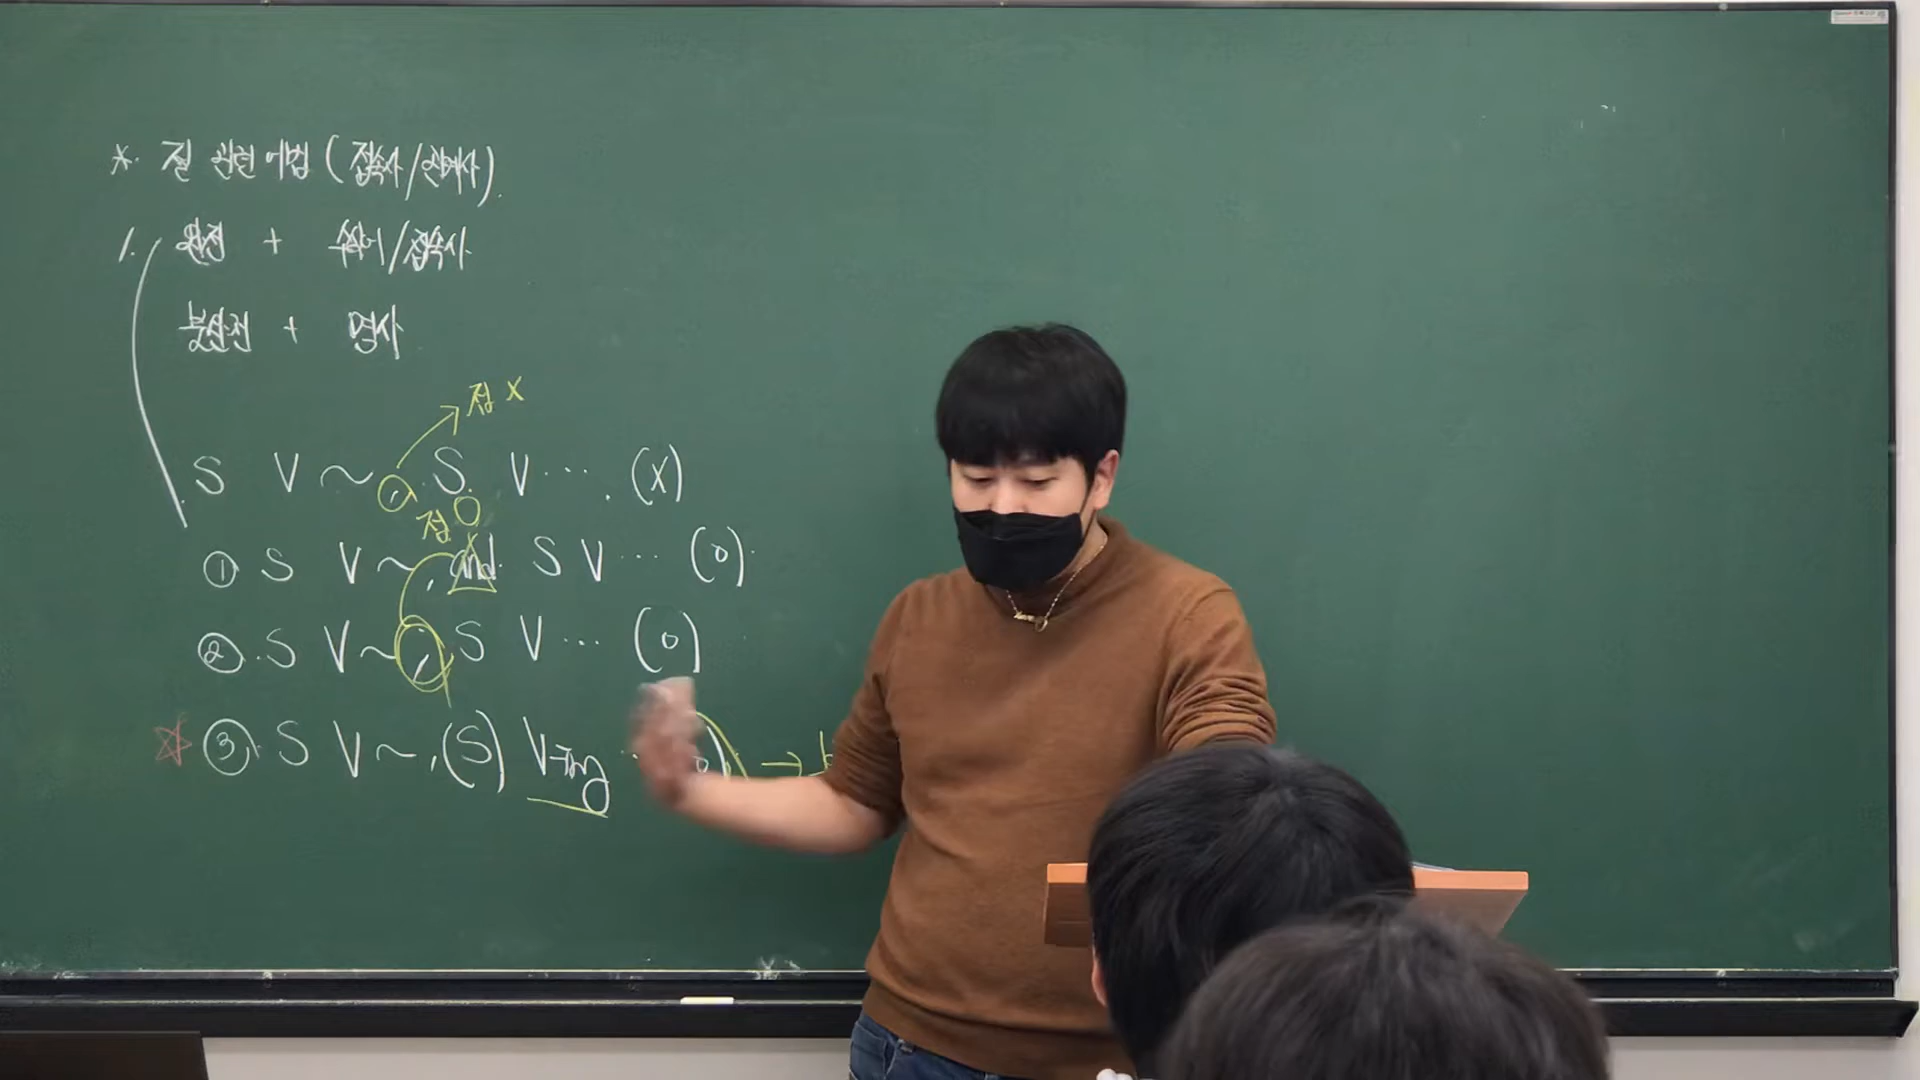 * 절 관련 어법 (접속사/관계사).
1. 완전 + 수식어/접속사
불완전 + 명사
접 X
S V ~ , S V ... . (X)
접 O
① S V ~ , and S V ... (O).
② S V ~ ; S V ... (O)
☆ ③ S V ~ , (S) V-ing ... (O) →